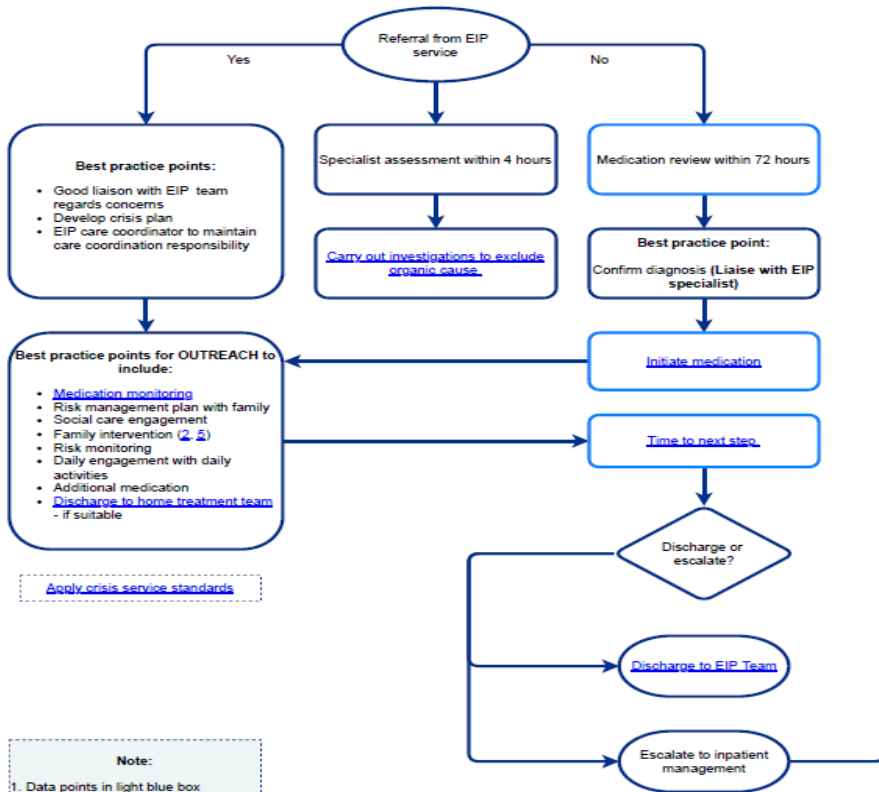 Referral from EIP
service
Yes
No
Best practice points:
• Good liaison with EIP team
regards concerns
• Develop crisis plan
• EIP care coordinator to maintain
care coordination responsibility
Specialist assessment within 4 hours
Medication review within 72 hours
Carry out investigations to exclude
organic cause
Best practice point:
Confirm diagnosis (Liaise with EIP
specialist)
Best practice points for OUTREACH to
include:
• Medication monitoring
• Risk management plan with family
• Social care engagement
• Family intervention (2, 5)
• Risk monitoring
• Daily engagement with daily
activities
• Additional medication
• Discharge to home treatment team
- if suitable
Initiate medication
Time to next step
Discharge or
escalate?
Apply crisis service standards
Discharge to EIP Team
Escalate to inpatient
management
Note:
1. Data points in light blue box